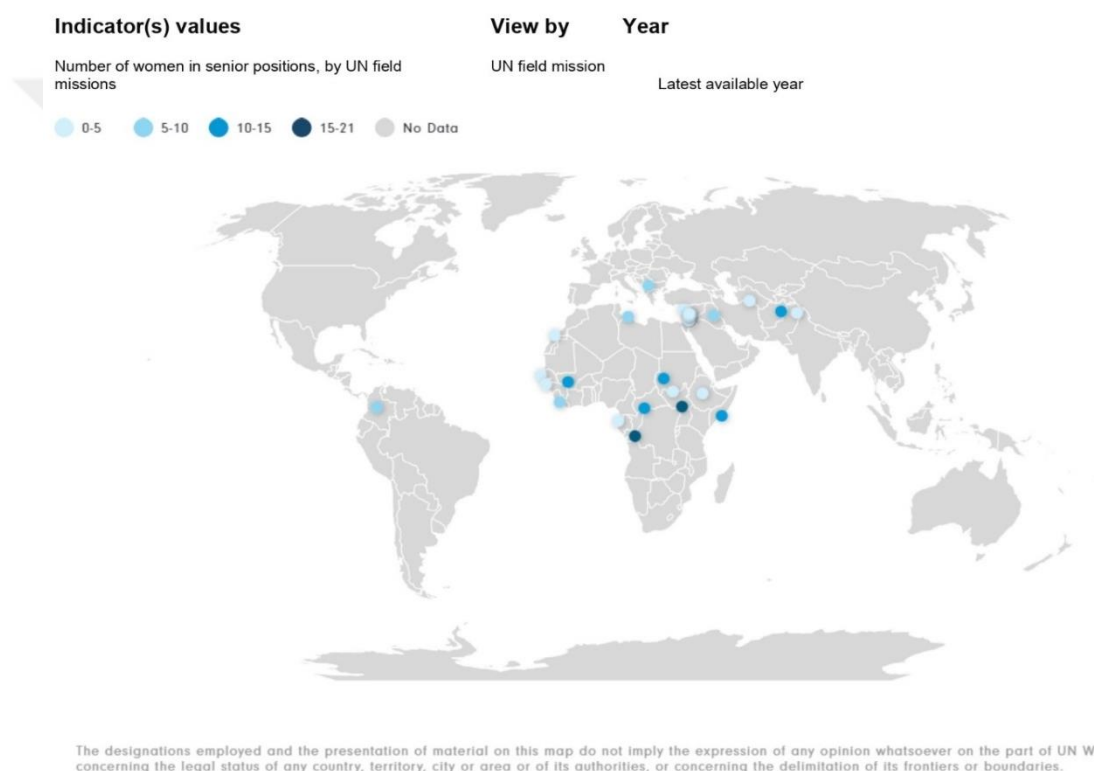 Indicator(s) values
View by
Year
Number of women in senior positions, by UN field
missions
UN field mission
Latest available year
0-5
5-10
10-15
15-21
No Data
The designations employed and the presentation of material on this map do not imply the expression of any opinion whatsoever on the part of UN W
concerning the legal status of any country, territory, city or area or of its authorities, or concerning the delimitation of its frontiers or boundaries.